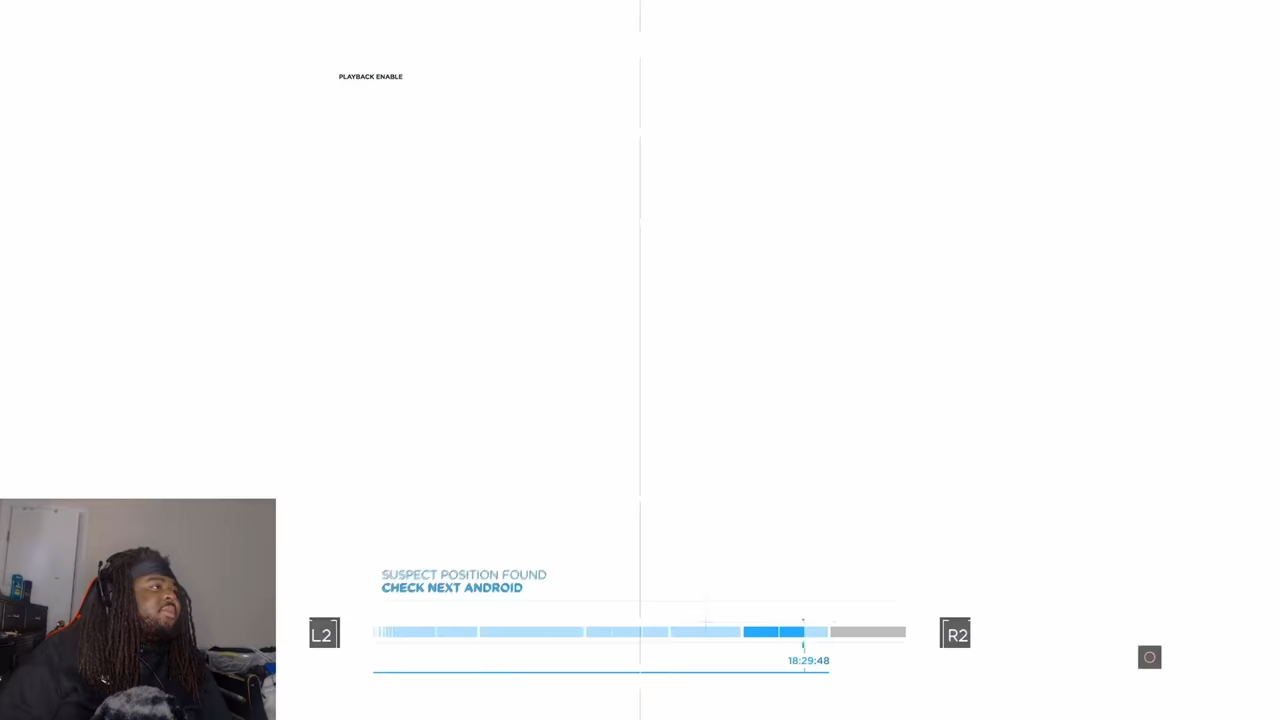 PLAYBACK ENABLE
SUSPECT POSITION FOUND
CHECK NEXT ANDROID
L2
R2
18:29:48